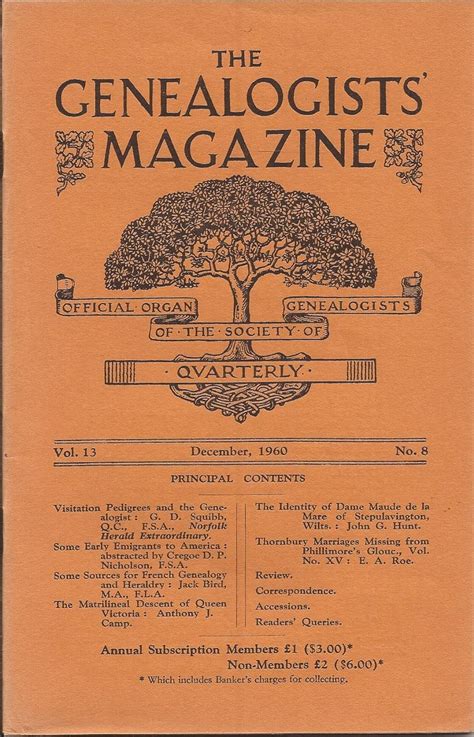 THE
GENEALOGISTS'
MAGAZINE
OFFICIAL·ORGAN
OF·THE·SOCIETY·OF
GENEALOGISTS
·QVARTERLY·
Vol. 13 December, 1960 No. 8
PRINCIPAL CONTENTS
Visitation Pedigrees and the Gene-
alogist : G. D. Squibb,
Q.C., F.S.A., Norfolk
Herald Extraordinary.
Some Early Emigrants to America :
abstracted by Cregoe D. P.
Nicholson, F.S.A.
Some Sources for French Genealogy
and Heraldry : Jack Bird,
M.A., F.L.A.
The Matrilineal Descent of Queen
Victoria : Anthony J.
Camp.
The Identity of Dame Maude de la
Mare of Stepulavington,
Wilts. : John G. Hunt.
Thornbury Marriages Missing from
Phillimore's Glouc., Vol.
No. XV : E. A. Roe.
Review.
Correspondence.
Accessions.
Readers' Queries.
Annual Subscription Members £1 ($3.00)*
Non-Members £2 ($6.00)*
* Which includes Banker's charges for collecting.